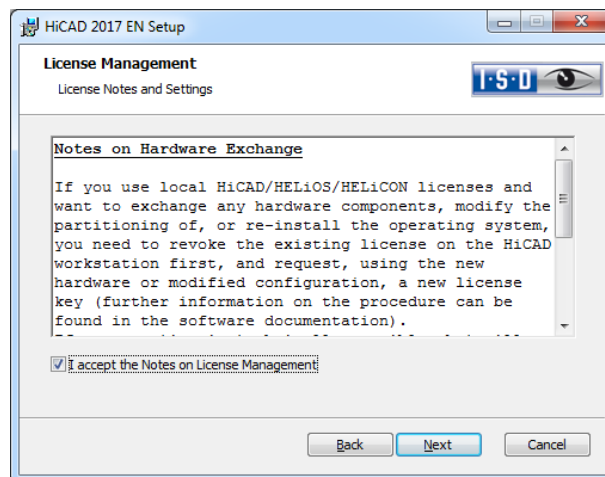 HiCAD 2017 EN Setup
License Management
License Notes and Settings
I·S·D
Notes on Hardware Exchange
If you use local HiCAD/HELiOS/HELiCON licenses and
want to exchange any hardware components, modify the
partitioning of, or re-install the operating system,
you need to revoke the existing license on the HiCAD
workstation first, and request, using the new
hardware or modified configuration, a new license
key (further information on the procedure can be
found in the software documentation).
I accept the Notes on License Management
Back
Next
Cancel